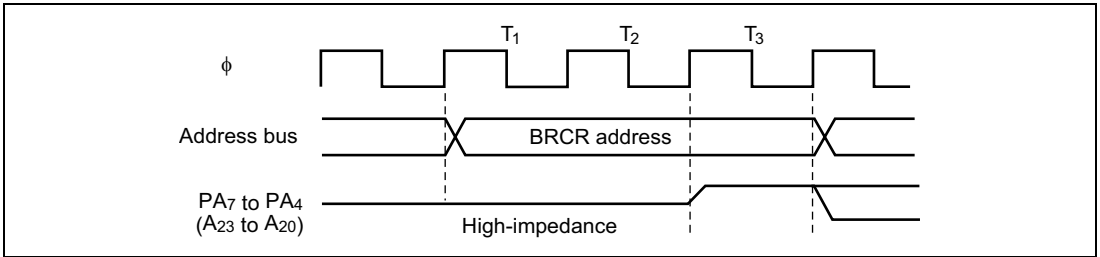 T1 T2 T3
ϕ
Address bus
BRCR address
PA7 to PA4
(A23 to A20)
High-impedance